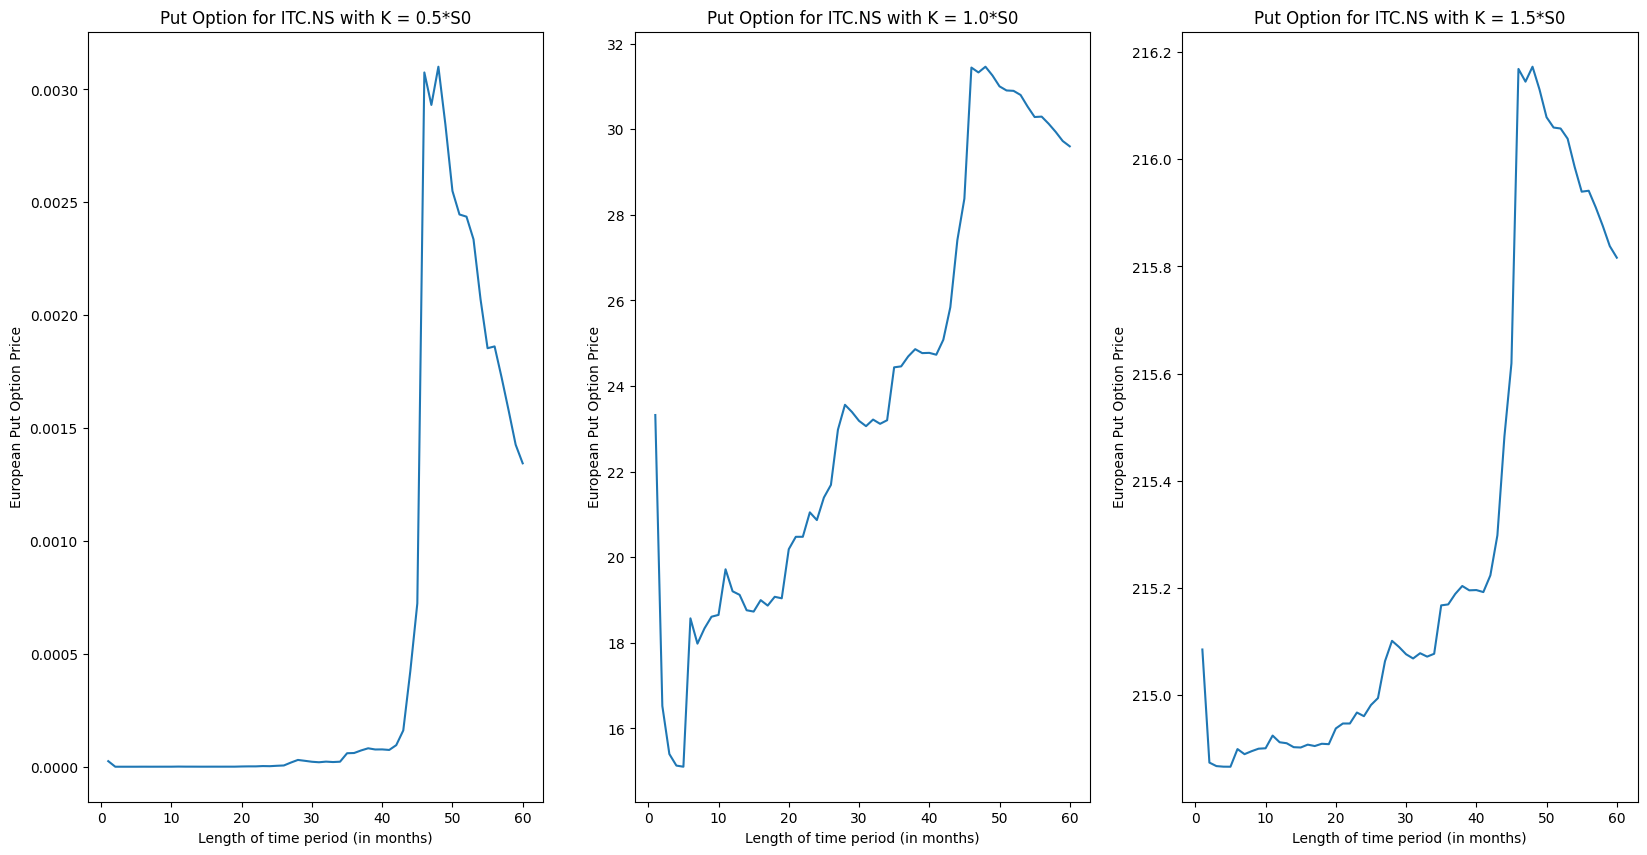 Put Option for ITC.NS with K = 0.5*S0
European Put Option Price
0.0030
0.0025
0.0020
0.0015
0.0010
0.0005
0.0000
0 10 20 30 40 50 60
Length of time period (in months)
Put Option for ITC.NS with K = 1.0*S0
European Put Option Price
32
30
28
26
24
22
20
18
16
0 10 20 30 40 50 60
Length of time period (in months)
Put Option for ITC.NS with K = 1.5*S0
European Put Option Price
216.2
216.0
215.8
215.6
215.4
215.2
215.0
0 10 20 30 40 50 60
Length of time period (in months)